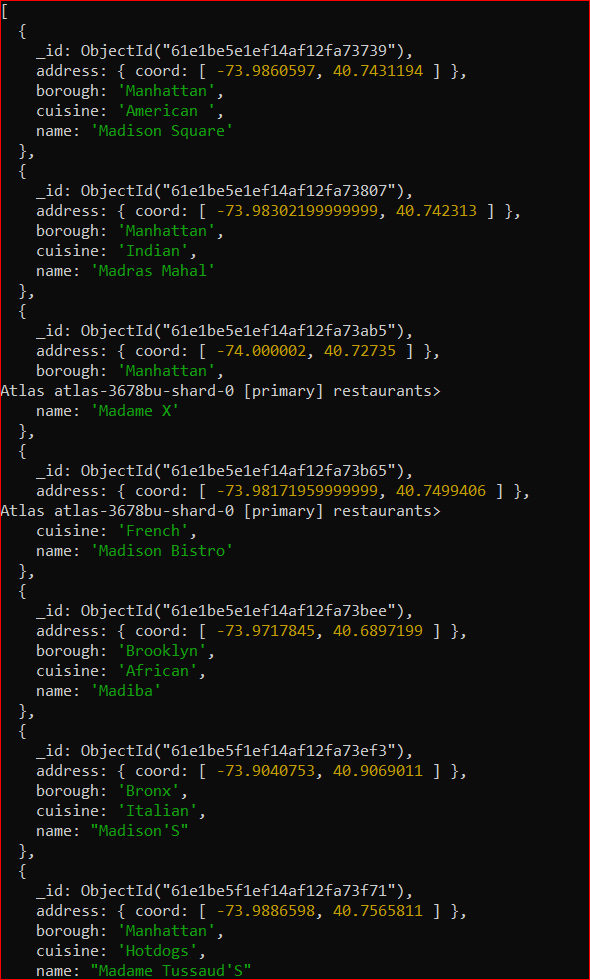 [
  {
    _id: ObjectId("61e1be5e1ef14af12fa73739"),
    address: { coord: [ -73.9860597, 40.7431194 ] },
    borough: 'Manhattan',
    cuisine: 'American ',
    name: 'Madison Square'
  },
  {
    _id: ObjectId("61e1be5e1ef14af12fa73807"),
    address: { coord: [ -73.98302199999999, 40.742313 ] },
    borough: 'Manhattan',
    cuisine: 'Indian',
    name: 'Madras Mahal'
  },
  {
    _id: ObjectId("61e1be5e1ef14af12fa73ab5"),
    address: { coord: [ -74.000002, 40.72735 ] },
    borough: 'Manhattan',
Atlas atlas-3678bu-shard-0 [primary] restaurants>
    name: 'Madame X'
  },
  {
    _id: ObjectId("61e1be5e1ef14af12fa73b65"),
    address: { coord: [ -73.98171959999999, 40.7499406 ] },
Atlas atlas-3678bu-shard-0 [primary] restaurants>
    cuisine: 'French',
    name: 'Madison Bistro'
  },
  {
    _id: ObjectId("61e1be5e1ef14af12fa73bee"),
    address: { coord: [ -73.9717845, 40.6897199 ] },
    borough: 'Brooklyn',
    cuisine: 'African',
    name: 'Madiba'
  },
  {
    _id: ObjectId("61e1be5f1ef14af12fa73ef3"),
    address: { coord: [ -73.9040753, 40.9069011 ] },
    borough: 'Bronx',
    cuisine: 'Italian',
    name: "Madison'S"
  },
  {
    _id: ObjectId("61e1be5f1ef14af12fa73f71"),
    address: { coord: [ -73.9886598, 40.7565811 ] },
    borough: 'Manhattan',
    cuisine: 'Hotdogs',
    name: "Madame Tussaud'S"